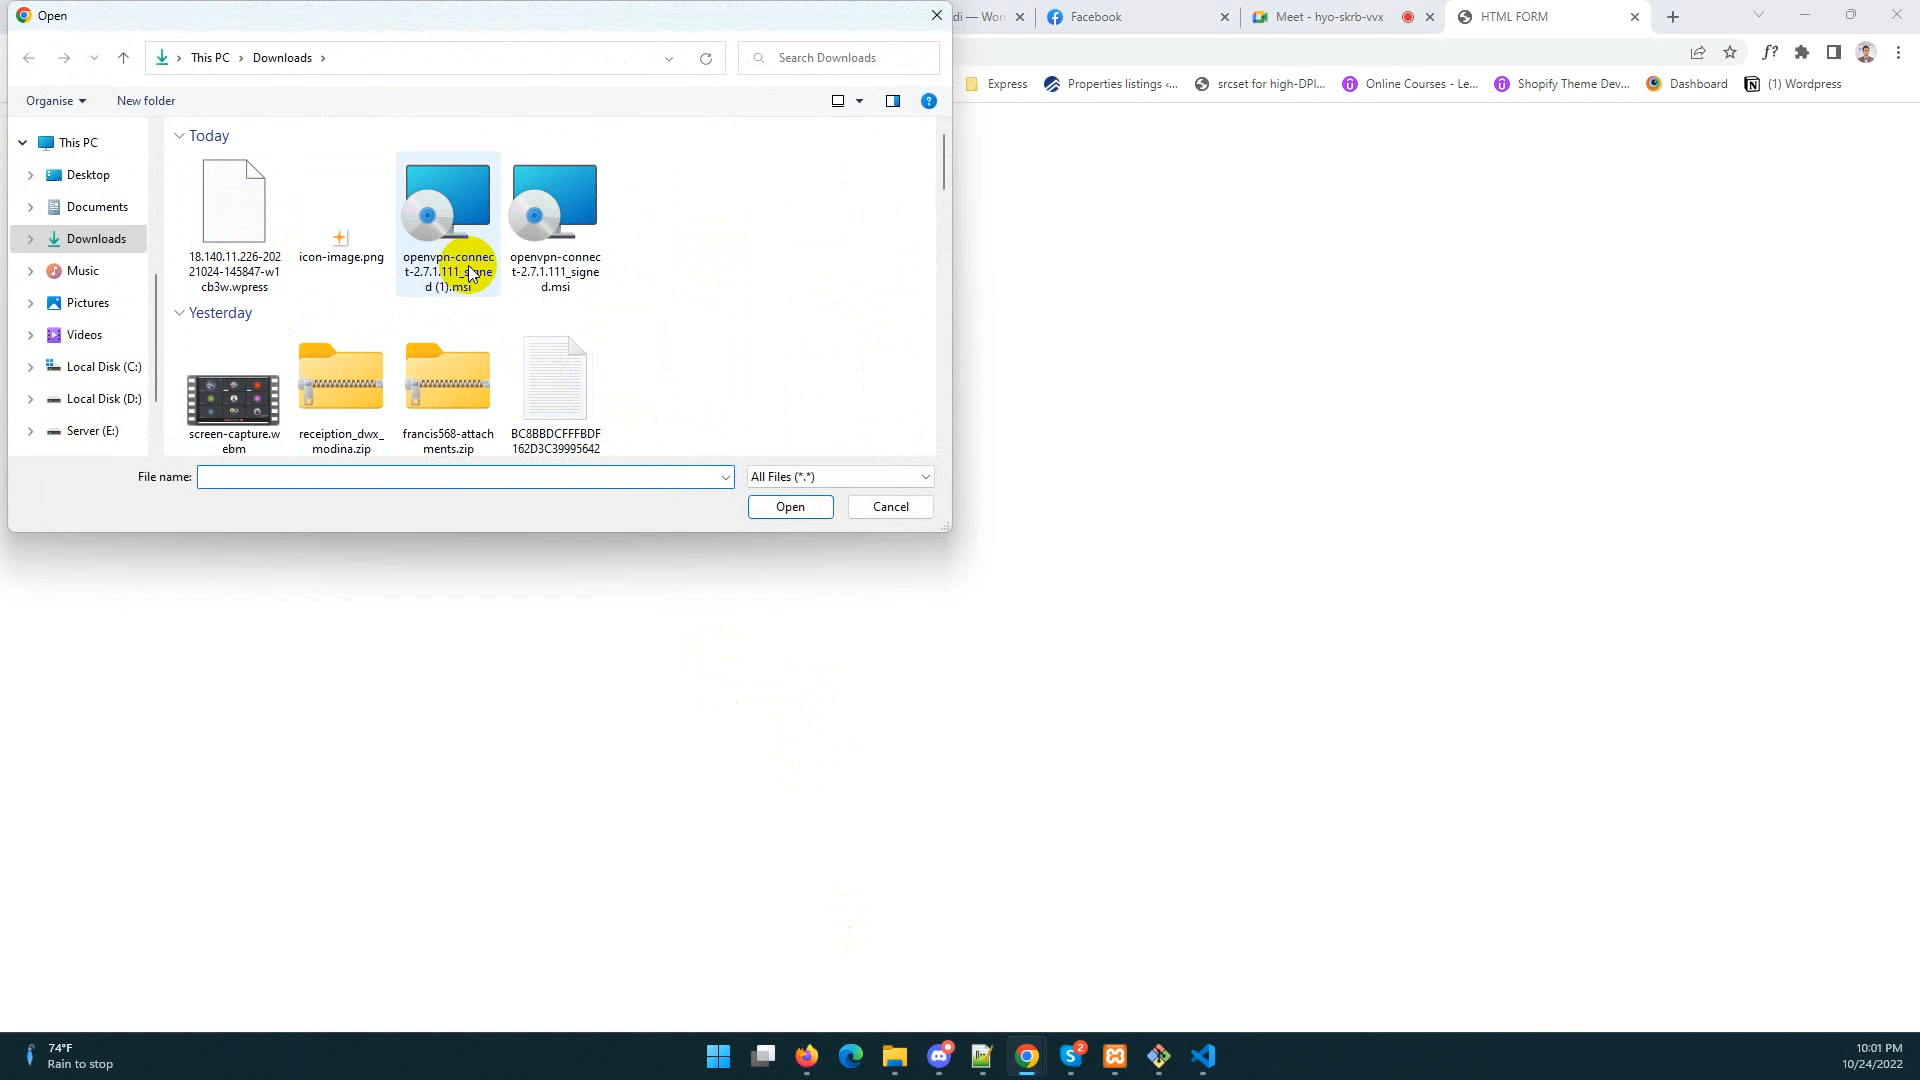 Open
di — Wor
Facebook
Meet - hyo-skrb-vvx
HTML FORM
This PC
Downloads
Search Downloads
Organise
New folder
Express
Properties listings ‹...
srcset for high-DPI...
Online Courses - Le...
Shopify Theme Dev...
Dashboard
(1) Wordpress
This PC
Desktop
Documents
Downloads
Music
Pictures
Videos
Local Disk (C:)
Local Disk (D:)
Server (E:)
Today
18.140.11.226-202
21024-145847-w1
cb3w.wpress
icon-image.png
openvpn-connec
t-2.7.1.111_signe
d (1).msi
openvpn-connec
t-2.7.1.111_signe
d.msi
Yesterday
screen-capture.w
ebm
receiption_dwx_
modina.zip
francis568-attach
ments.zip
BC8BBDCFFFBDF
162D3C39995642
File name:
All Files (*.*)
Open
Cancel
74°F
Rain to stop
2
10:01 PM
10/24/2022